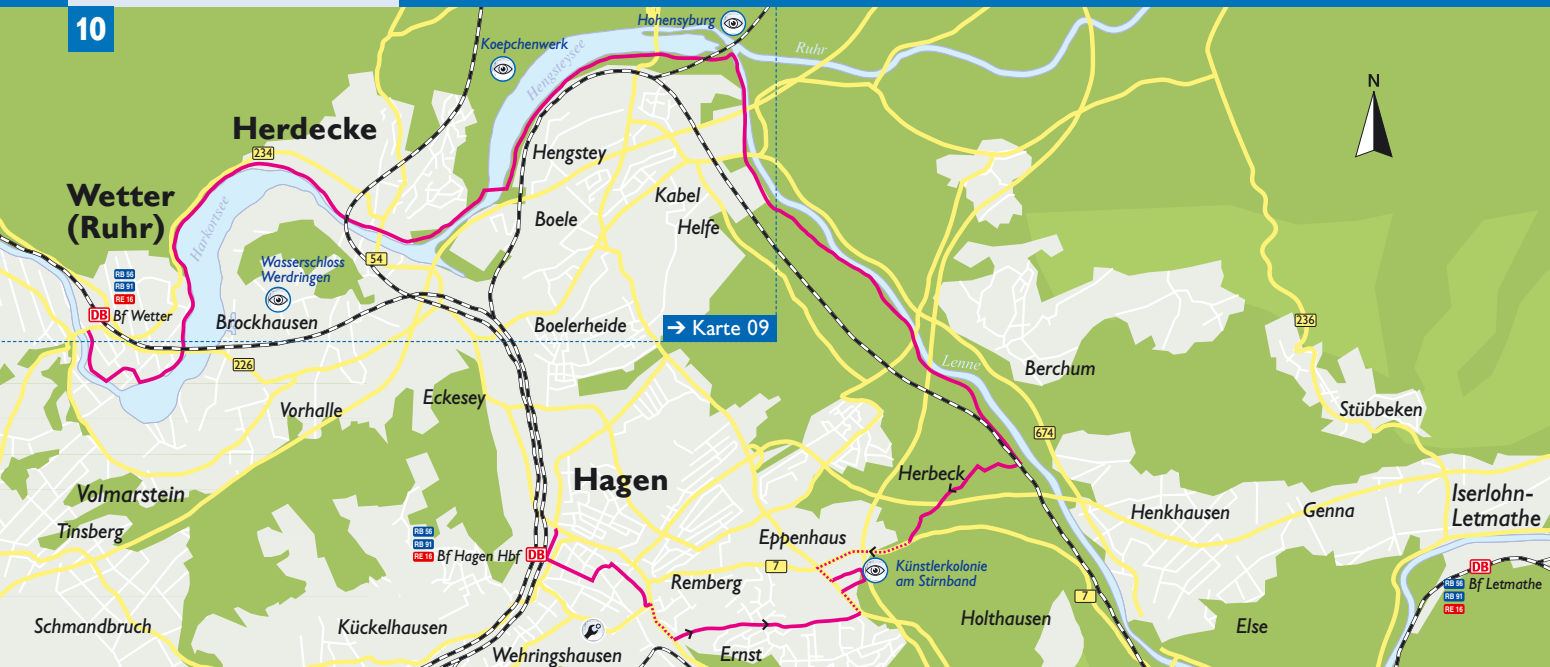 10
Hohensyburg
Koepchenwerk
Hengsteysee
Ruhr
N
Herdecke
234
Hengstey
Wetter
(Ruhr)
Kabel
Harkortsee
Boele
Helfe
54
Wasserschloss
Werdringen
RB 56
RB 91
RE 16
DB Bf Wetter
Brockhausen
Boelerheide
→ Karte 09
236
226
Lenne
Berchum
Eckesey
Vorhalle
Stübbeken
674
Hagen
Herbeck
Volmarstein
Iserlohn-
Letmathe
Genna
Henkhausen
Tinsberg
Eppenhaus
RB 56
RB 91
RE 16
Bf Hagen Hbf DB
7
Künstlerkolonie
am Stirnband
Remberg
DB
RB 56
RB 91
RE 16
Bf Letmathe
7
Holthausen
Schmandbruch
Kückelhausen
Else
Wehringshausen
Ernst